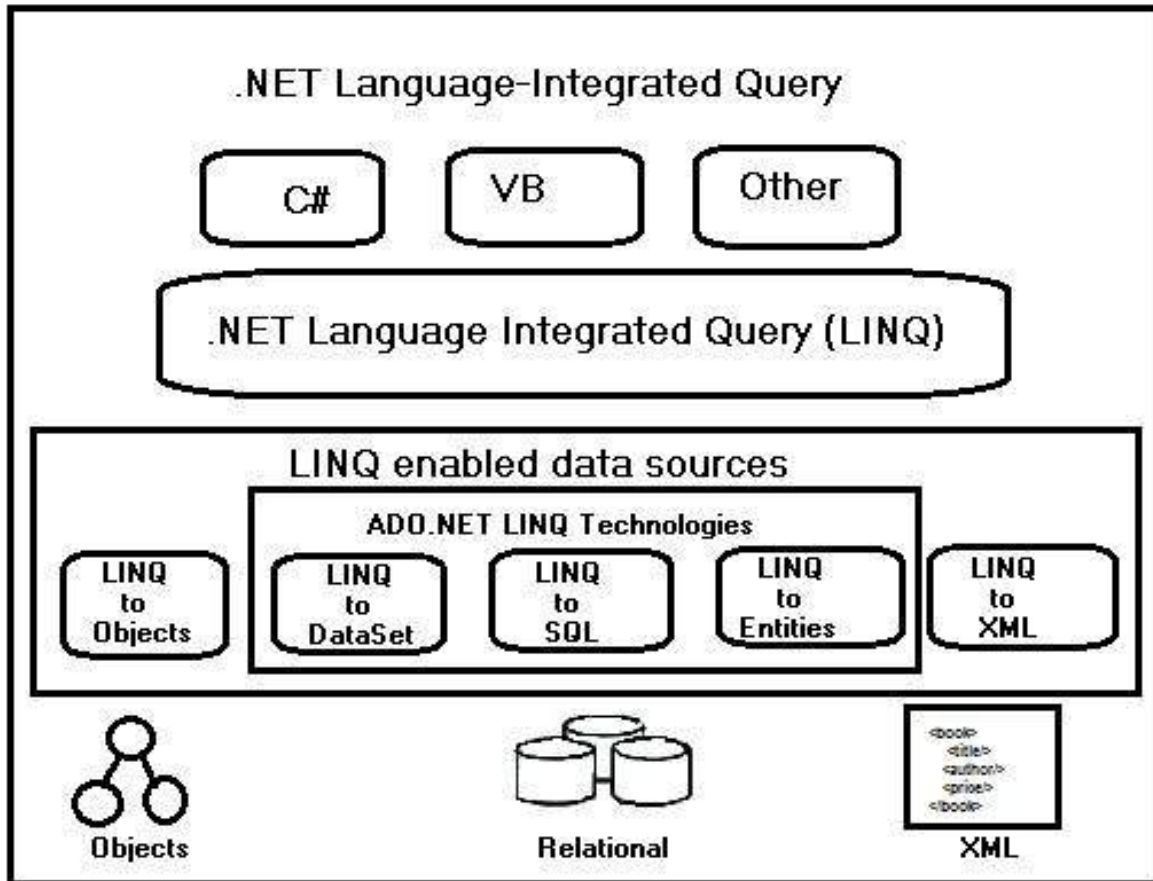 .NET Language-Integrated Query
C#
VB
Other
.NET Language Integrated Query (LINQ)
LINQ enabled data sources
ADO.NET LINQ Technologies
LINQ
to
Objects
LINQ
to
DataSet
LINQ
to
SQL
LINQ
to
Entities
LINQ
to
XML
<book>
<title/>
<author/>
<price/>
</book>
Objects
Relational
XML